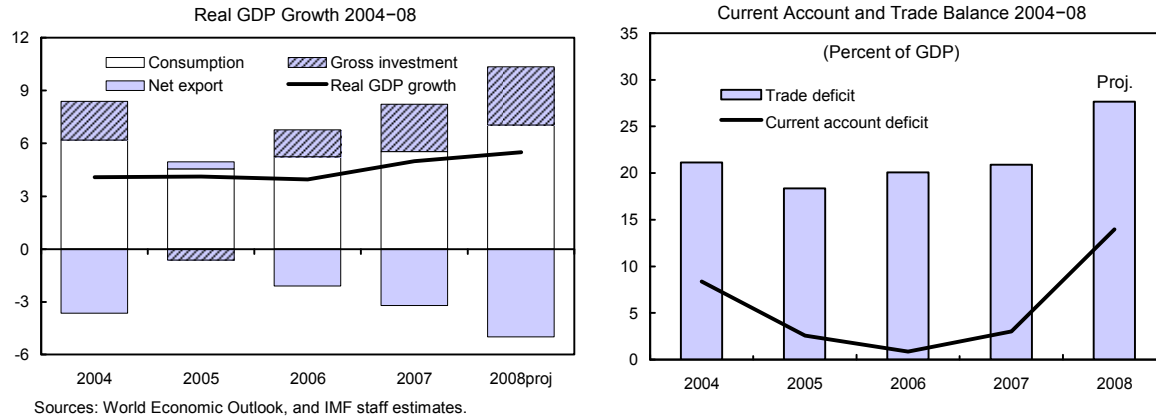 Real GDP Growth 2004–08
12
9
6
3
0
-3
-6
Consumption
Gross investment
Net export
Real GDP growth
2004
2005
2006
2007
2008proj
Sources: World Economic Outlook, and IMF staff estimates.
Current Account and Trade Balance 2004–08
(Percent of GDP)
35
30
25
20
15
10
5
0
Trade deficit
Current account deficit
Proj.
2004
2005
2006
2007
2008